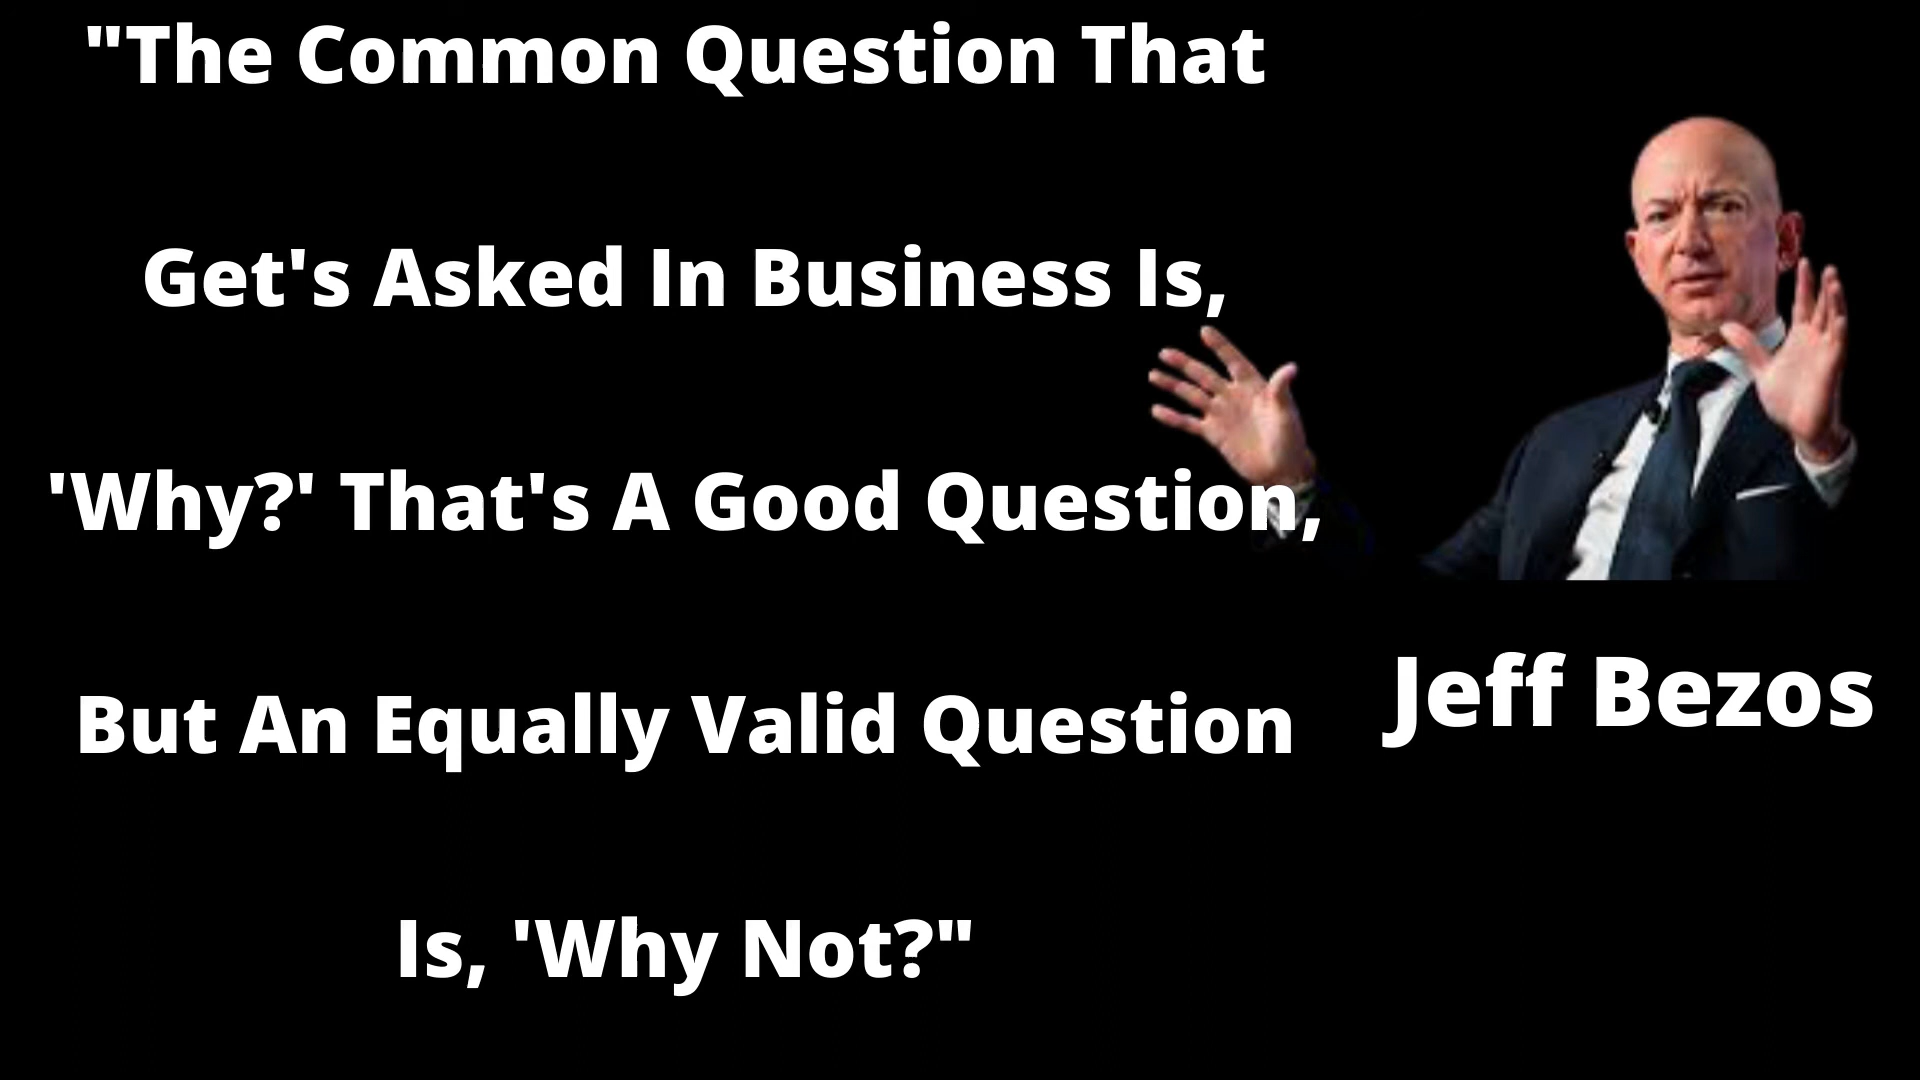 "The Common Question That
Get's Asked In Business Is,
'Why?' That's A Good Question,
But An Equally Valid Question
Is, 'Why Not?"
Jeff Bezos